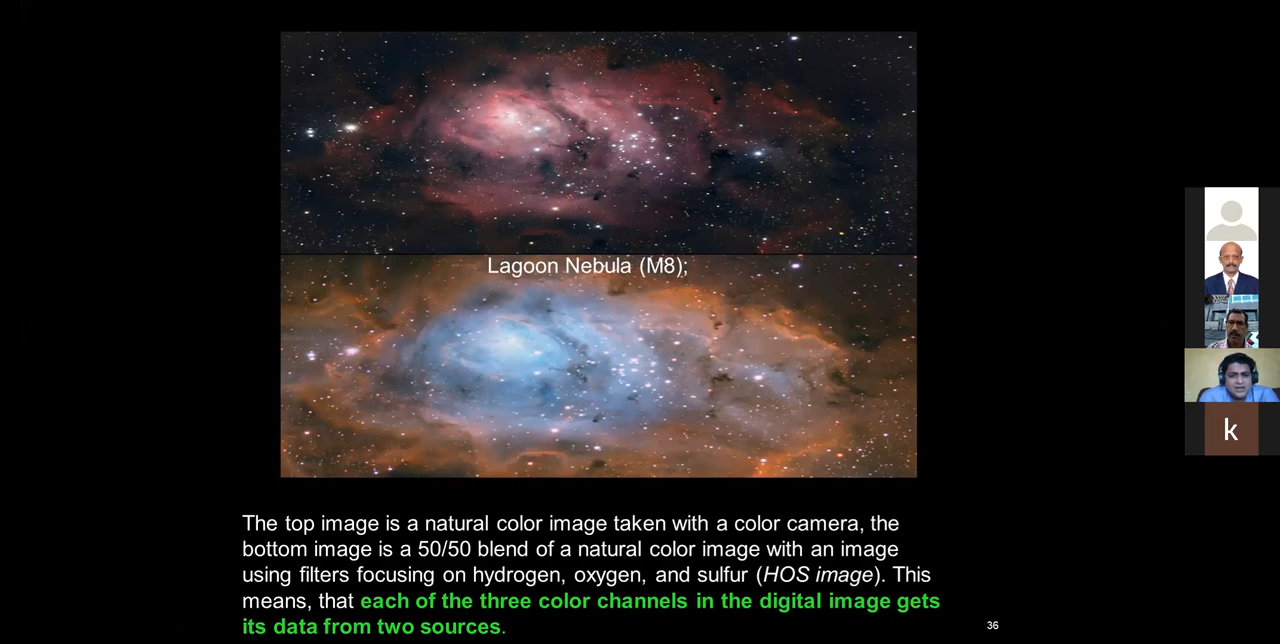 Lagoon Nebula (M8);
The top image is a natural color image taken with a color camera, the
bottom image is a 50/50 blend of a natural color image with an image
using filters focusing on hydrogen, oxygen, and sulfur (HOS image). This
means, that each of the three color channels in the digital image gets
its data from two sources.
36
k